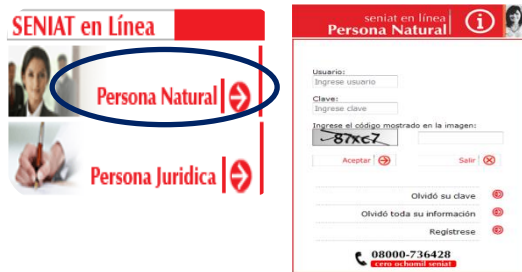 SENIAT en Línea
Persona Natural
Persona Juridica
seniat en línea
Persona Natural
Usuario:
Ingrese usuario
Clave:
Ingrese clave
Ingrese el código mostrado en la imagen:
87xc7
Aceptar
Salir
Olvidó su clave
Olvidó toda su información
Regístrese
08000-736428
cero ochomil seniat